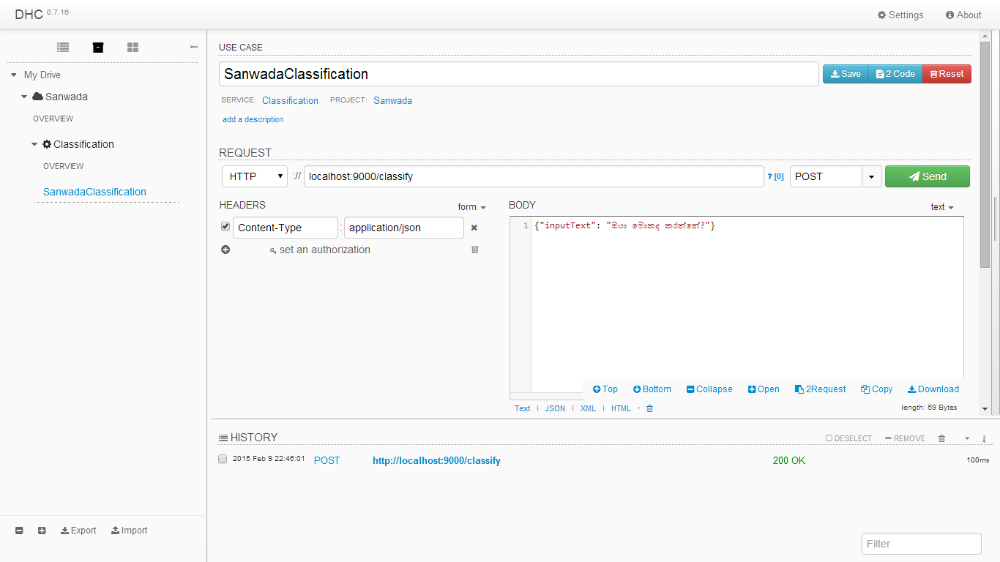 DHC 0.7.16 Settings About
My Drive
Sanwada
OVERVIEW
Classification
OVERVIEW
SanwadaClassification
Export Import
USE CASE
SanwadaClassification Save 2 Code Reset
SERVICE: Classification PROJECT: Sanwada
add a description
REQUEST
HTTP :// localhost:9000/classify ? [0] POST Send
HEADERS form
Content-Type : application/json
set an authorization
BODY text
1 {"inputText": "ඔයා මොකද කරන්නේ?"}
Top Bottom Collapse Open 2Request Copy Download
Text | JSON | XML | HTML - length: 59 Bytes
HISTORY DESELECT REMOVE
2015 Feb 9 22:46:01 POST http://localhost:9000/classify 200 OK 100ms
Filter